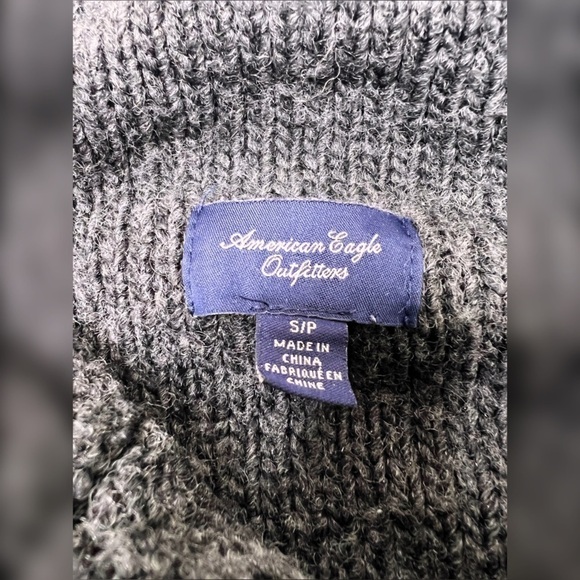 American Eagle
Outfitters
S/P
MADE IN
CHINA
FABRIQUÉ EN
CHINE